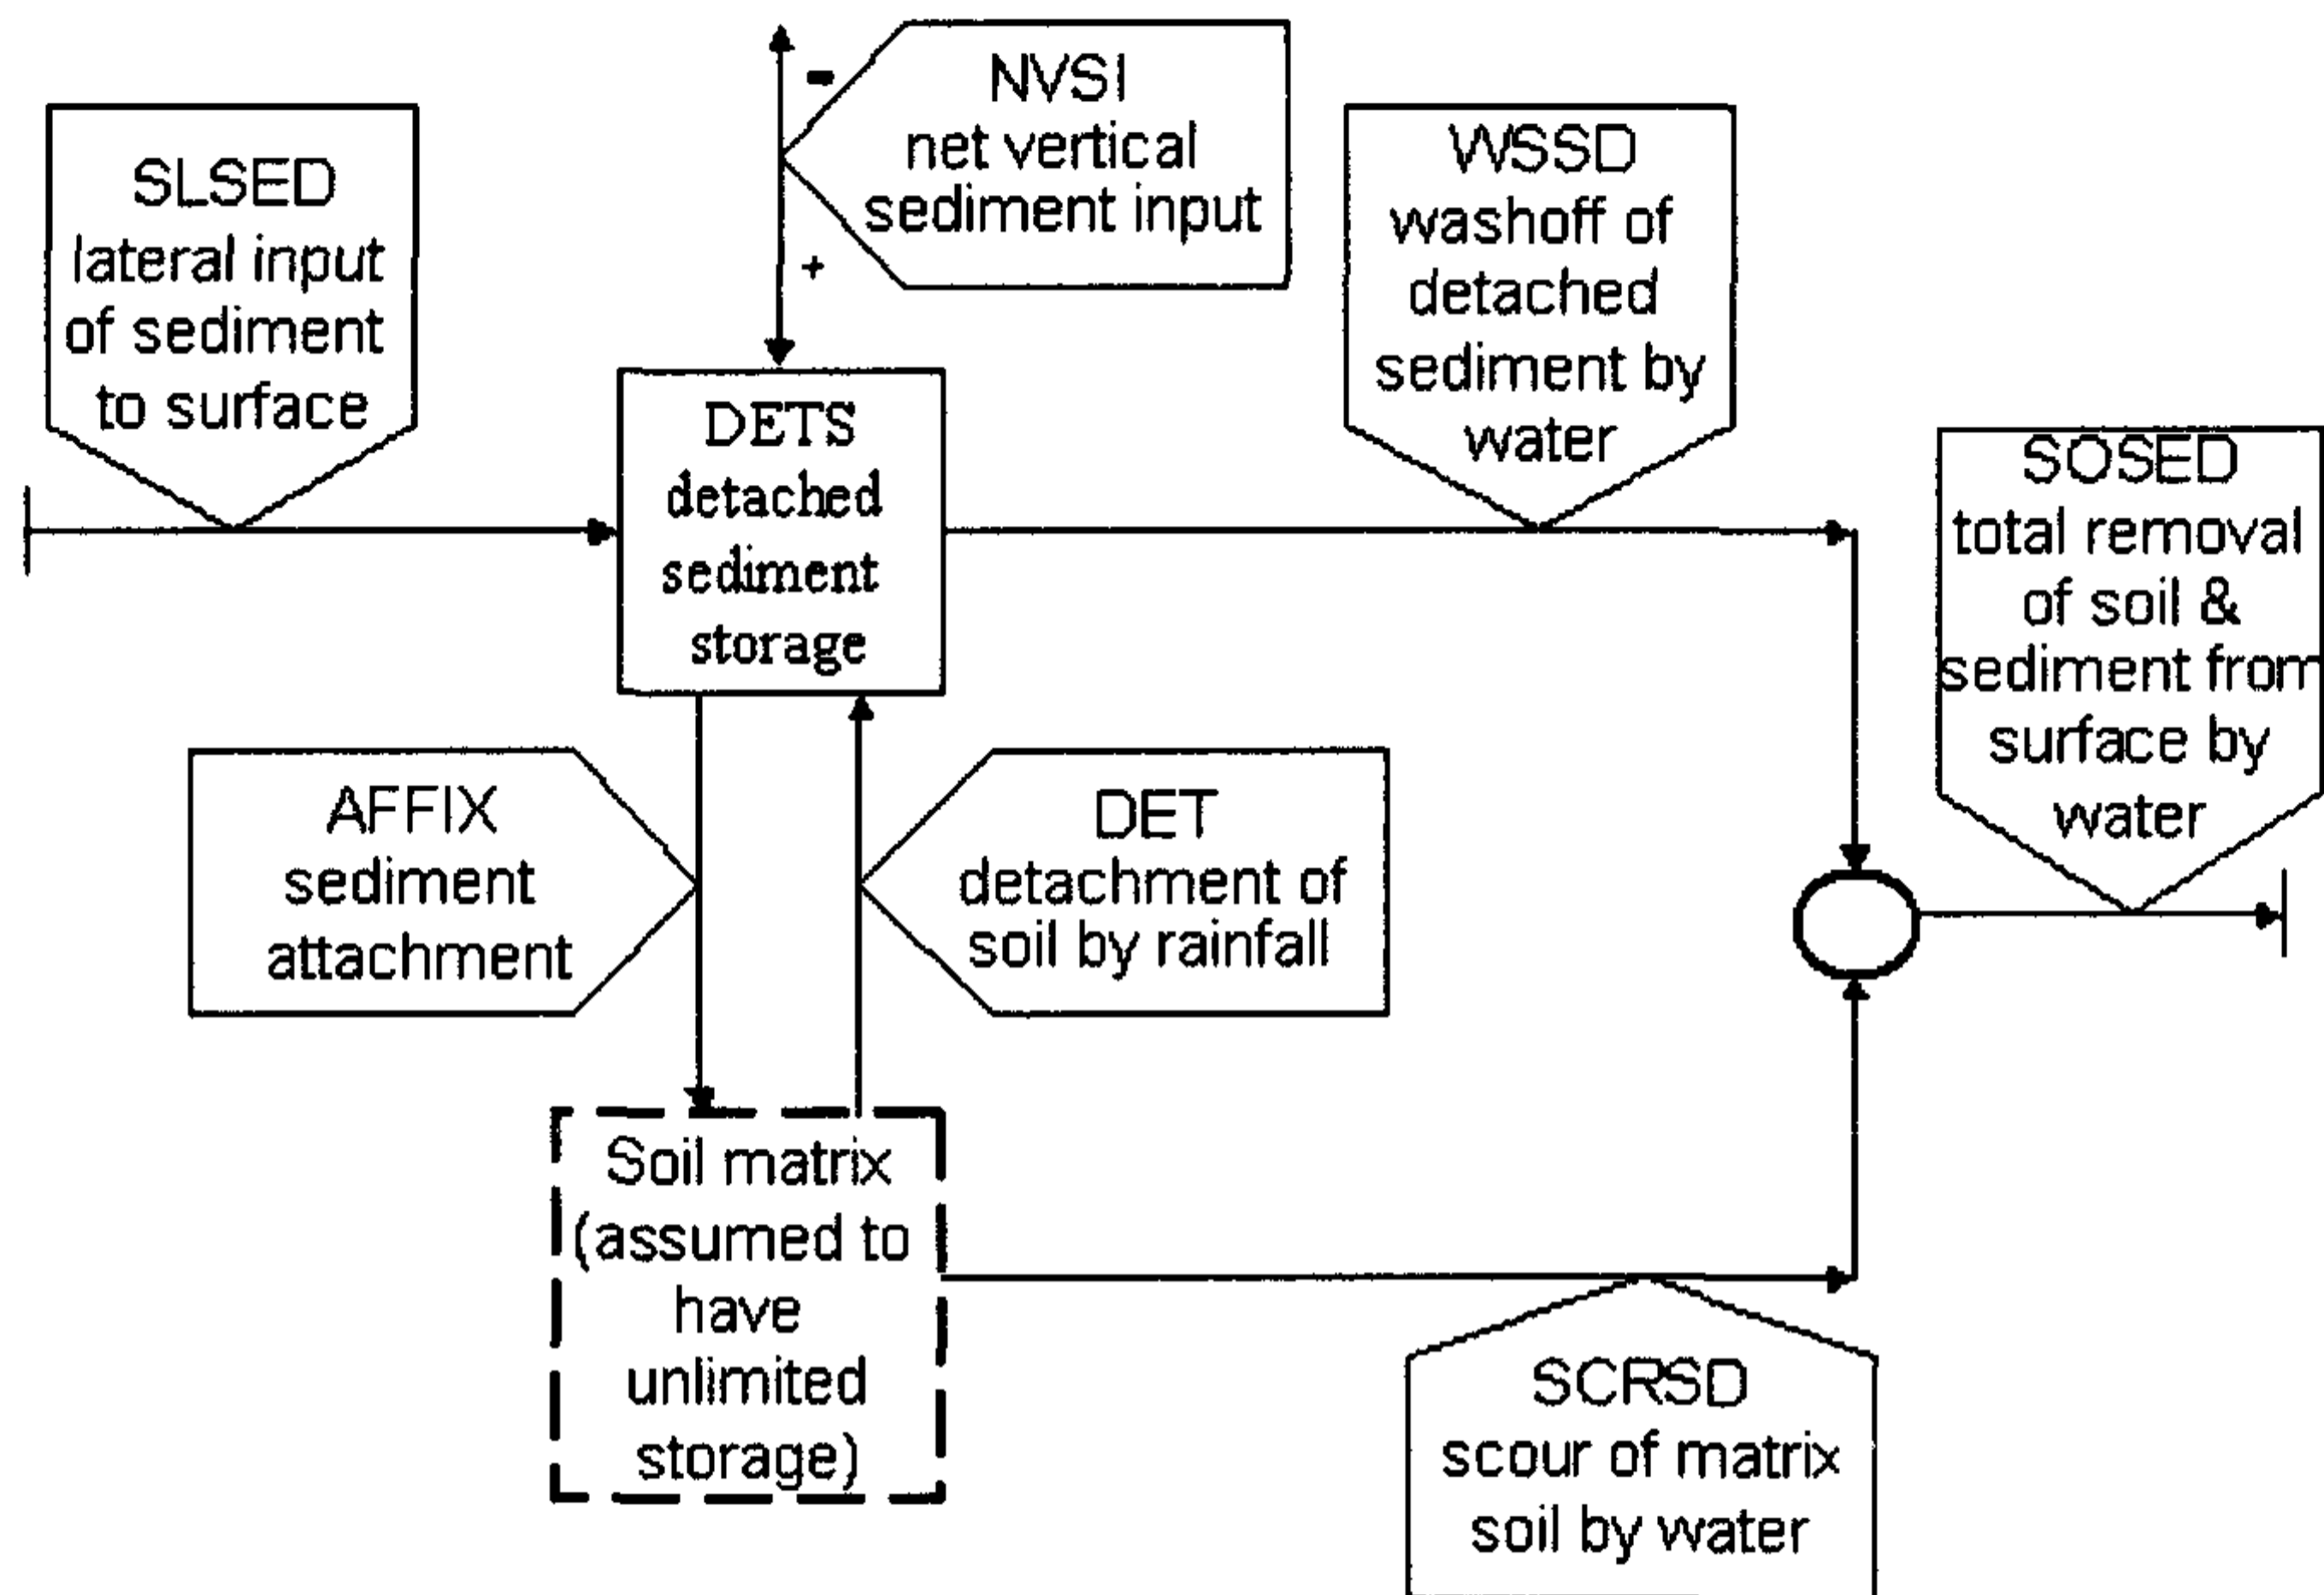 NVSI
net vertical
sediment input
-
+
SLSED
lateral input
of sediment
to surface
WSSD
washoff of
detached
sediment by
water
DETS
detached
sediment
storage
SOSED
total removal
of soil &
sediment from
surface by
water
AFFIX
sediment
attachment
DET
detachment of
soil by rainfall
Soil matrix
(assumed to
have
unlimited
storage)
SCRSD
scour of matrix
soil by water